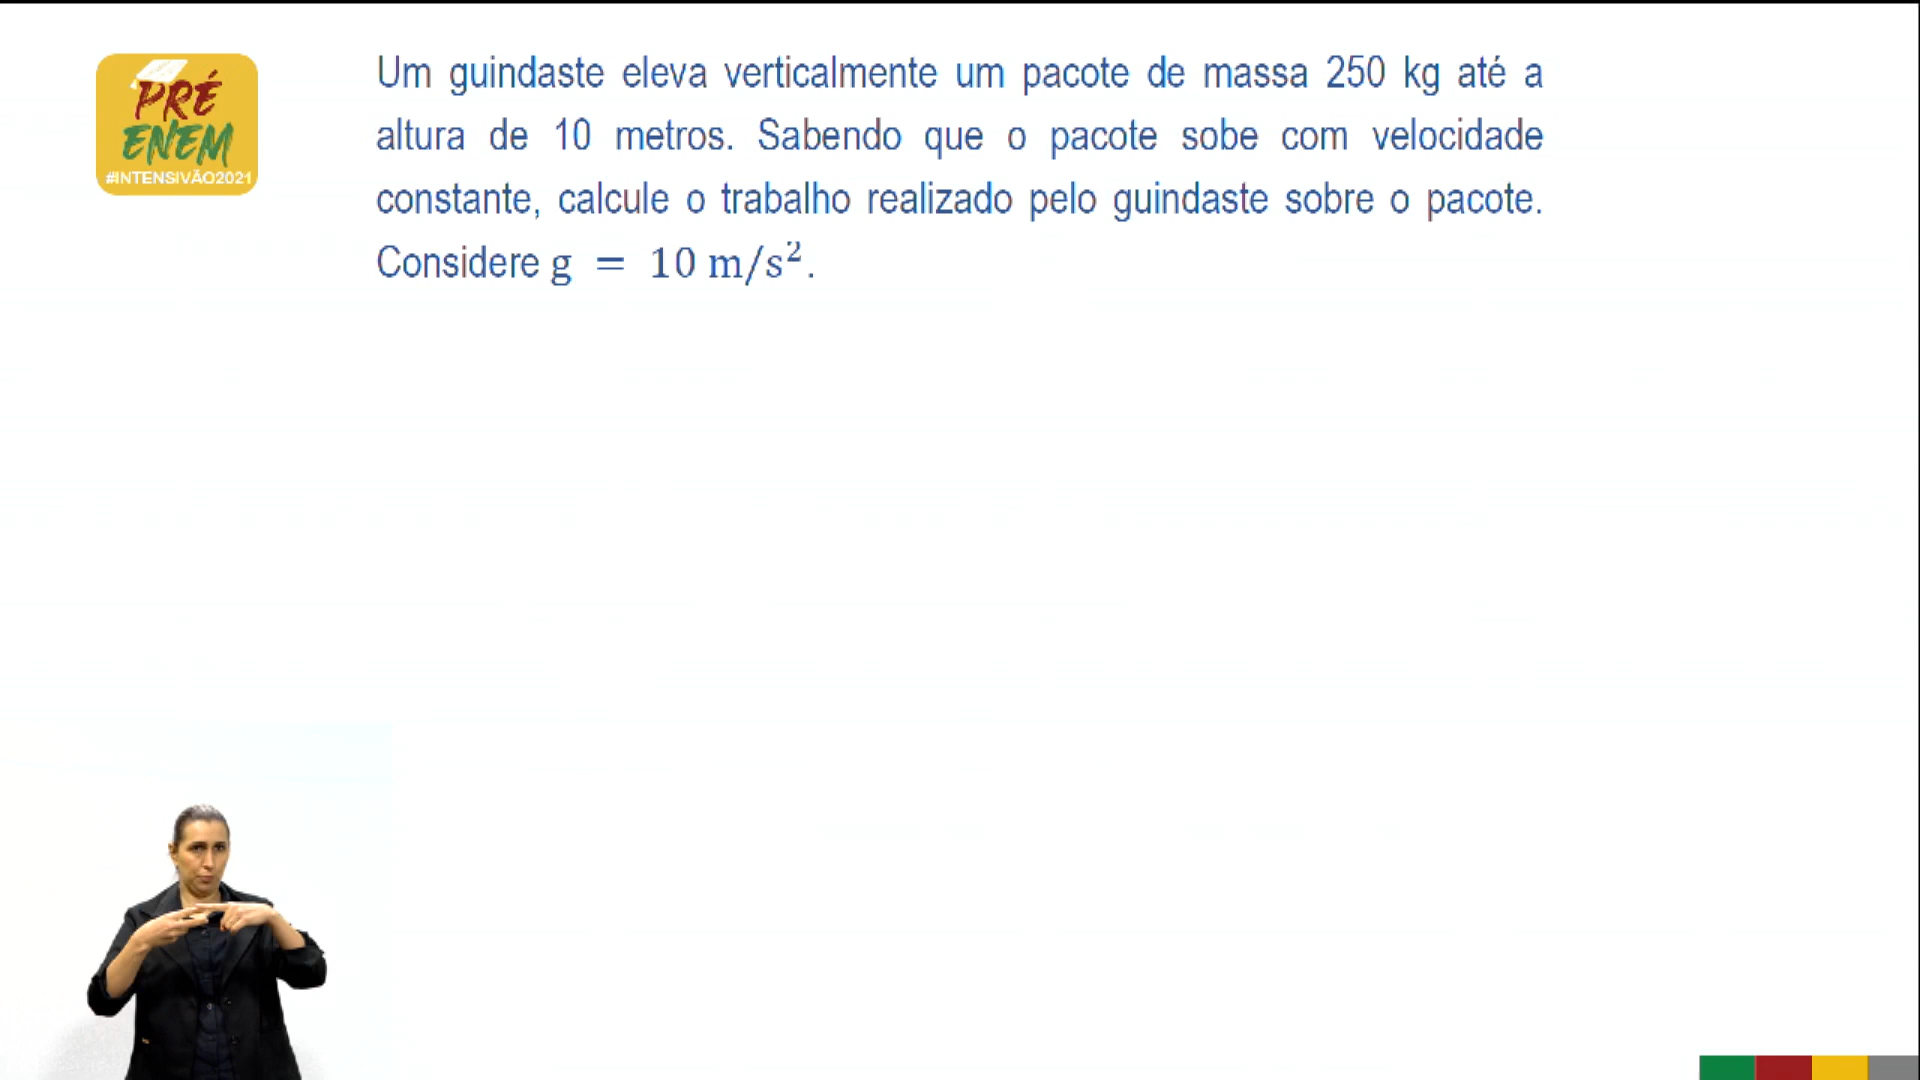 PRÉ
ENEM
#INTENSIVÃO2021
Um guindaste eleva verticalmente um pacote de massa 250 kg até a
altura de 10 metros. Sabendo que o pacote sobe com velocidade
constante, calcule o trabalho realizado pelo guindaste sobre o pacote.
Considere g = 10 m/s².